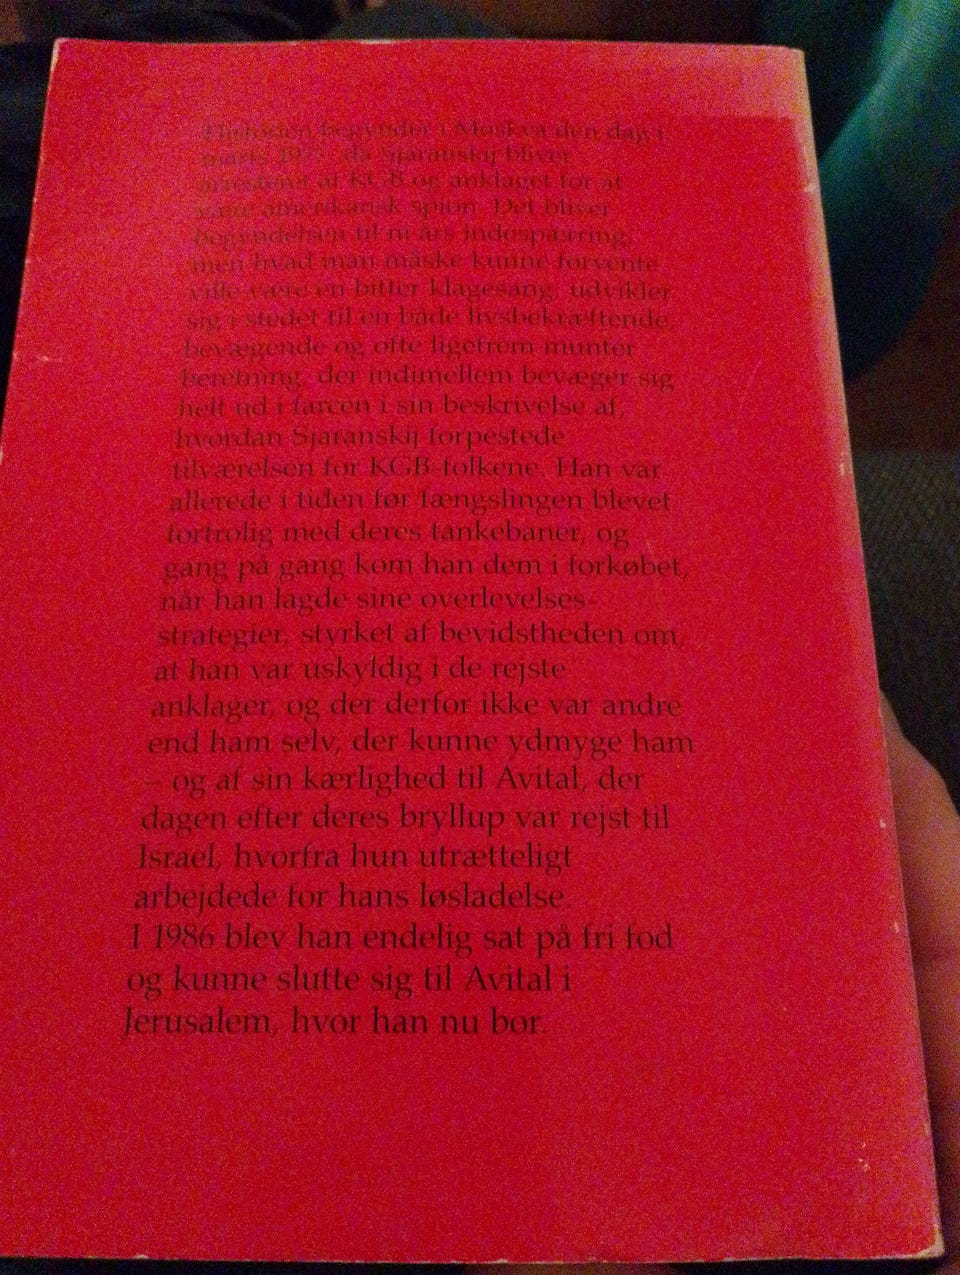 Historien begynder i Moskva den dag i
marts 1977, da Sjaranskij bliver
arresteret af KGB og anklaget for at
være amerikansk spion. Det bliver
begyndelsen til ni års indespærring,
men hvad man måske kunne forvente
ville være en bitter klagesang, udvikler
sig i stedet til en både livsbekræftende,
bevægende og ofte ligefrem munter
beretning, der indimellem bevæger sig
helt ud i farcen i sin beskrivelse af,
hvordan Sjaranskij forpestede
tilværelsen for KGB-folkene. Han var
allerede i tiden før fængslingen blevet
fortrolig med deres tankebaner, og
gang på gang kom han dem i forkøbet,
når han lagde sine overlevelses-
strategier, styrket af bevidstheden om,
at han var uskyldig i de rejste
anklager, og der derfor ikke var andre
end ham selv, der kunne ydmyge ham
– og af sin kærlighed til Avital, der
dagen efter deres bryllup var rejst til
Israel, hvorfra hun utrætteligt
arbejdede for hans løsladelse.
I 1986 blev han endelig sat på fri fod
og kunne slutte sig til Avital i
Jerusalem, hvor han nu bor.